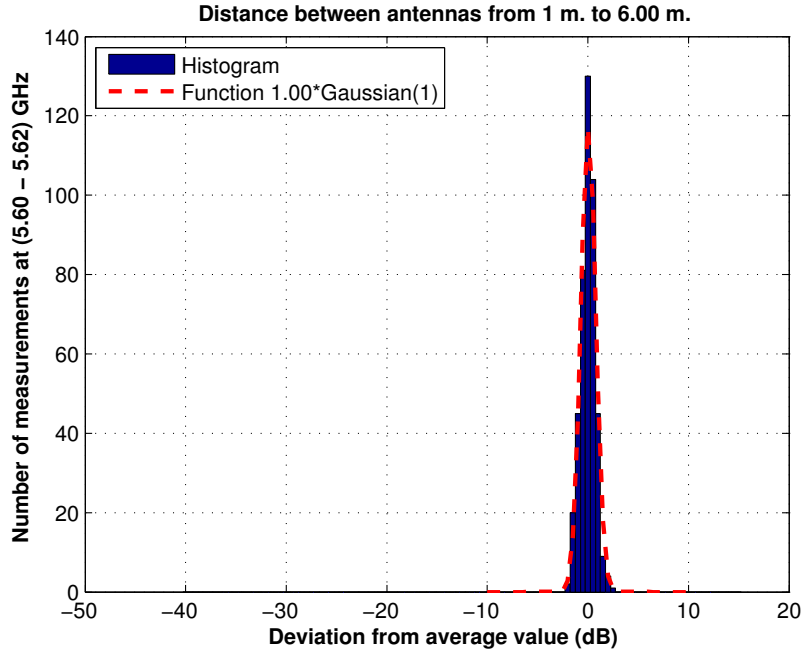 Distance between antennas from 1 m. to 6.00 m.
140
120
100
80
60
40
20
0
Number of measurements at (5.60 − 5.62) GHz
Histogram
Function 1.00*Gaussian(1)
−50 −40 −30 −20 −10 0 10 20
Deviation from average value (dB)